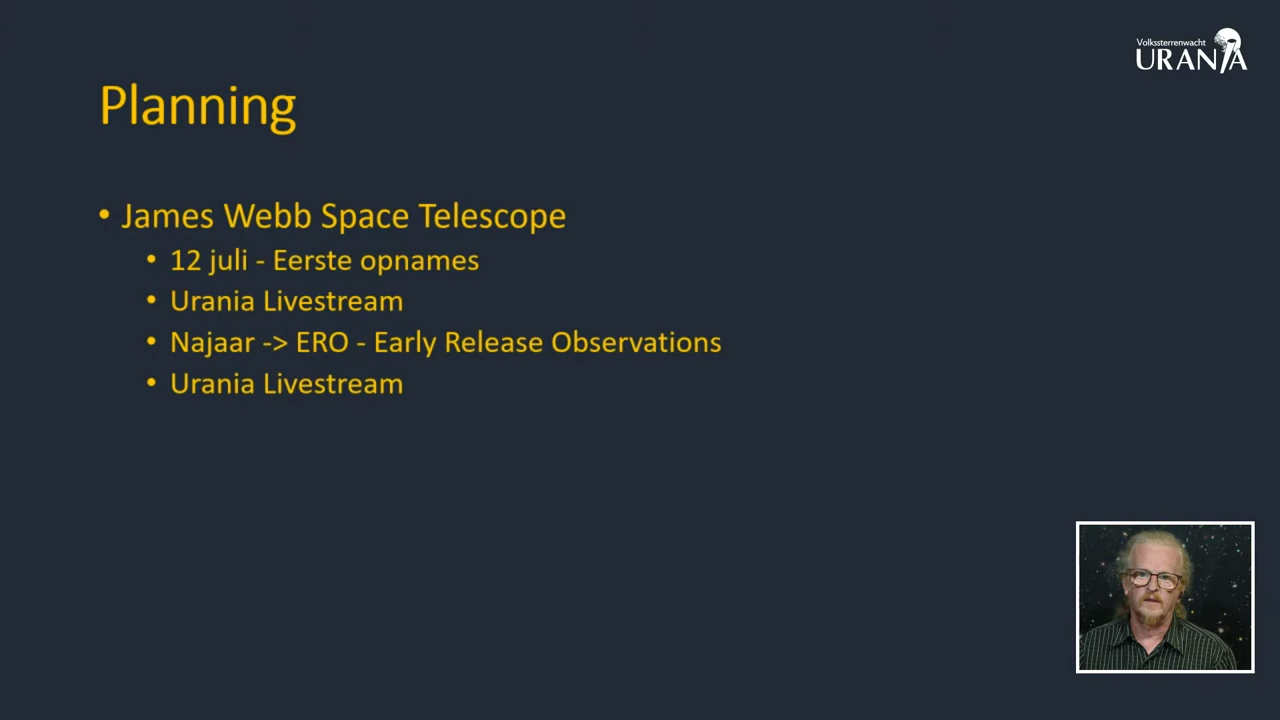 Volkssterrenwacht
URANIA
Planning
• James Webb Space Telescope
• 12 juli - Eerste opnames
• Urania Livestream
• Najaar -> ERO - Early Release Observations
• Urania Livestream